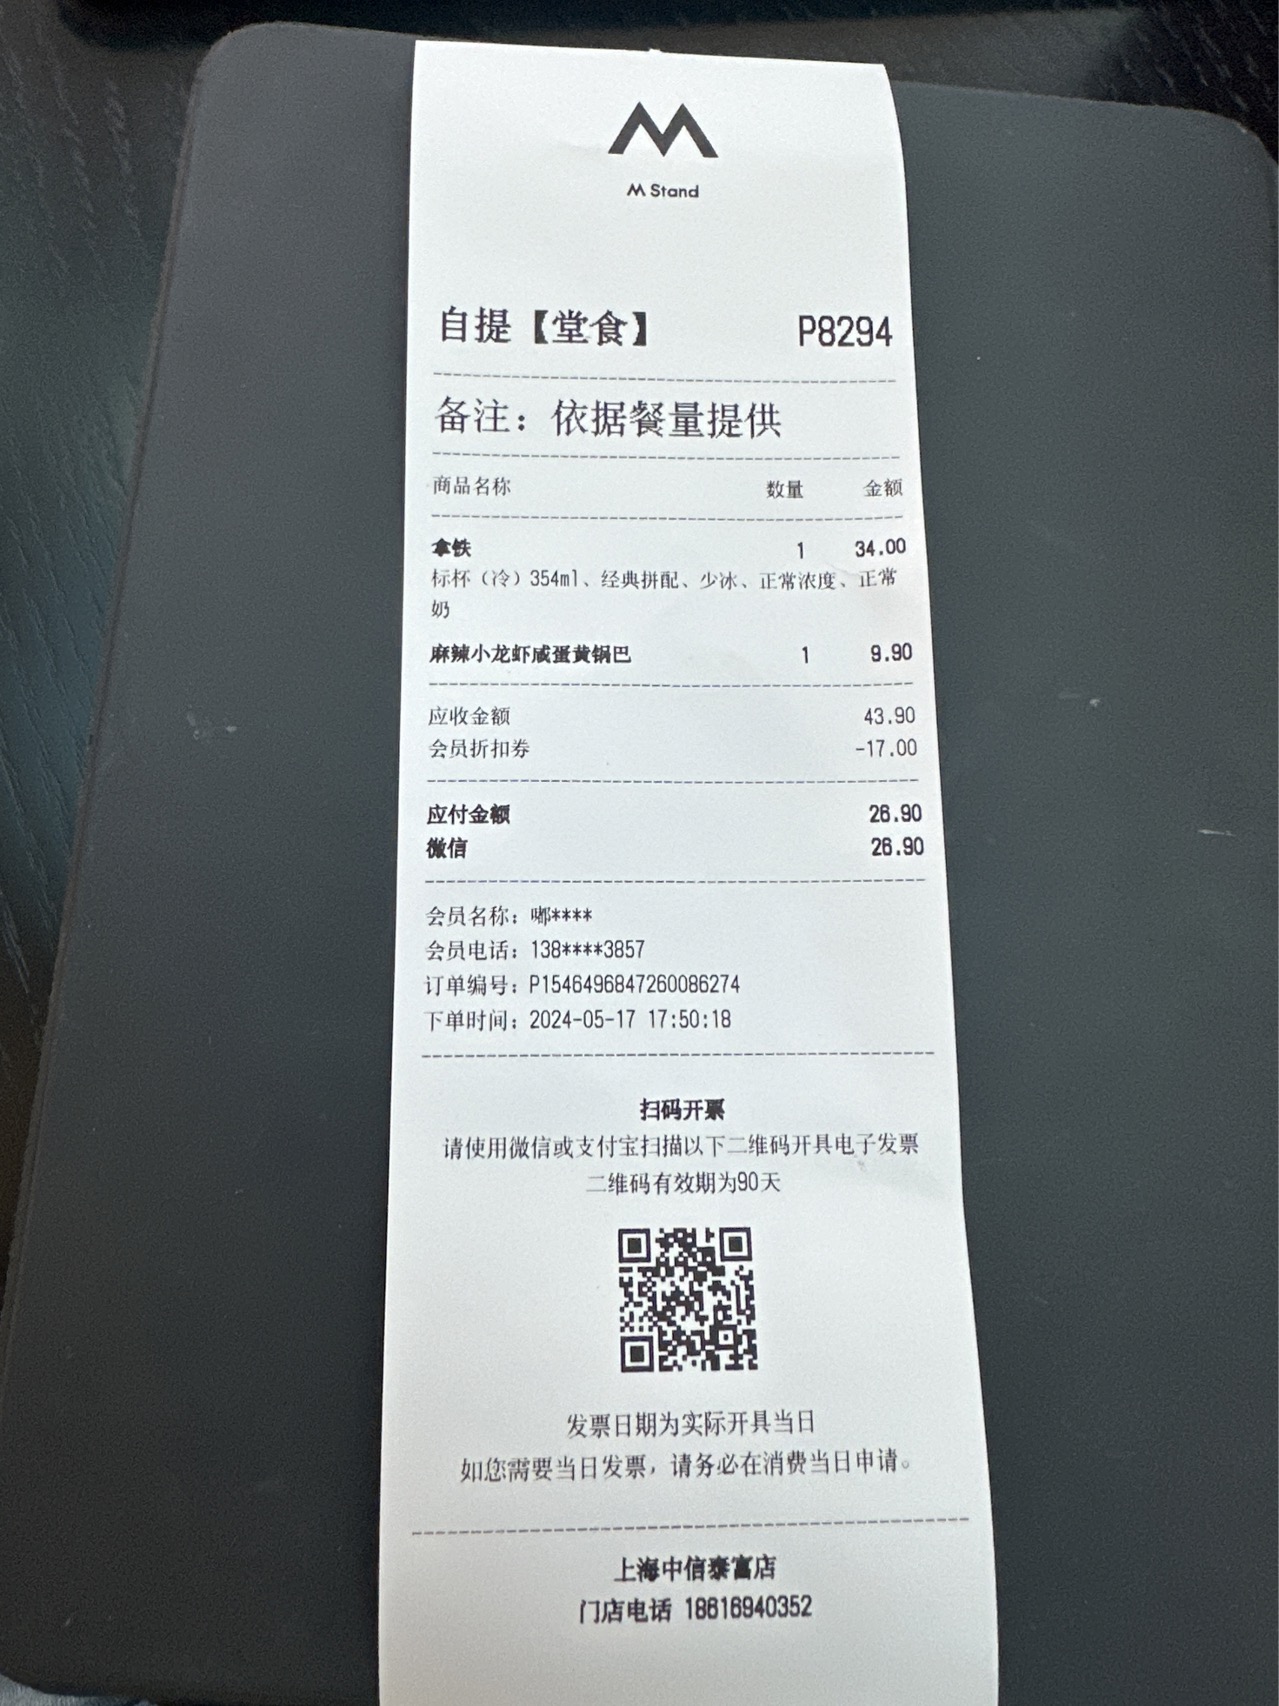 M Stand
自提【堂食】 P8294
备注：依据餐量提供
商品名称 数量 金额
拿铁 1 34.00
标杯（冷）354ml、经典拼配、少冰、正常浓度、正常
奶
麻辣小龙虾咸蛋黄锅巴 1 9.90
应收金额 43.90
会员折扣券 -17.00
应付金额 26.90
微信 26.90
会员名称：嘟****
会员电话：138****3857
订单编号：P1546496847260086274
下单时间：2024-05-17 17:50:18
扫码开票
请使用微信或支付宝扫描以下二维码开具电子发票
二维码有效期为90天
发票日期为实际开具当日
如您需要当日发票，请务必在消费当日申请。
上海中信泰富店
门店电话 18616940352